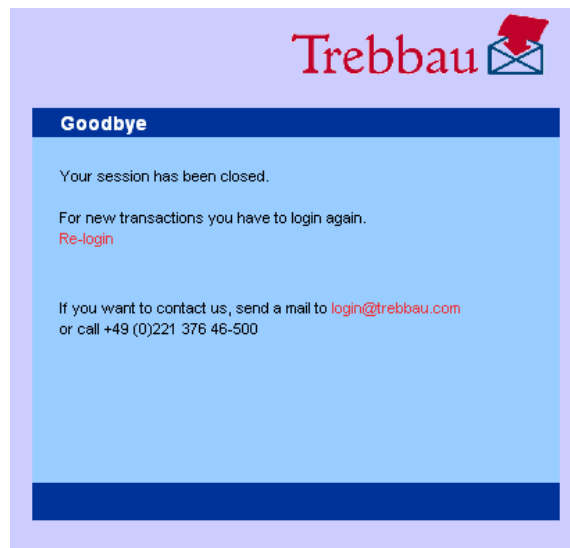 Trebbau
Goodbye
Your session has been closed.
For new transactions you have to login again.
Re-login
If you want to contact us, send a mail to login@trebbau.com
or call +49 (0)221 376 46-500